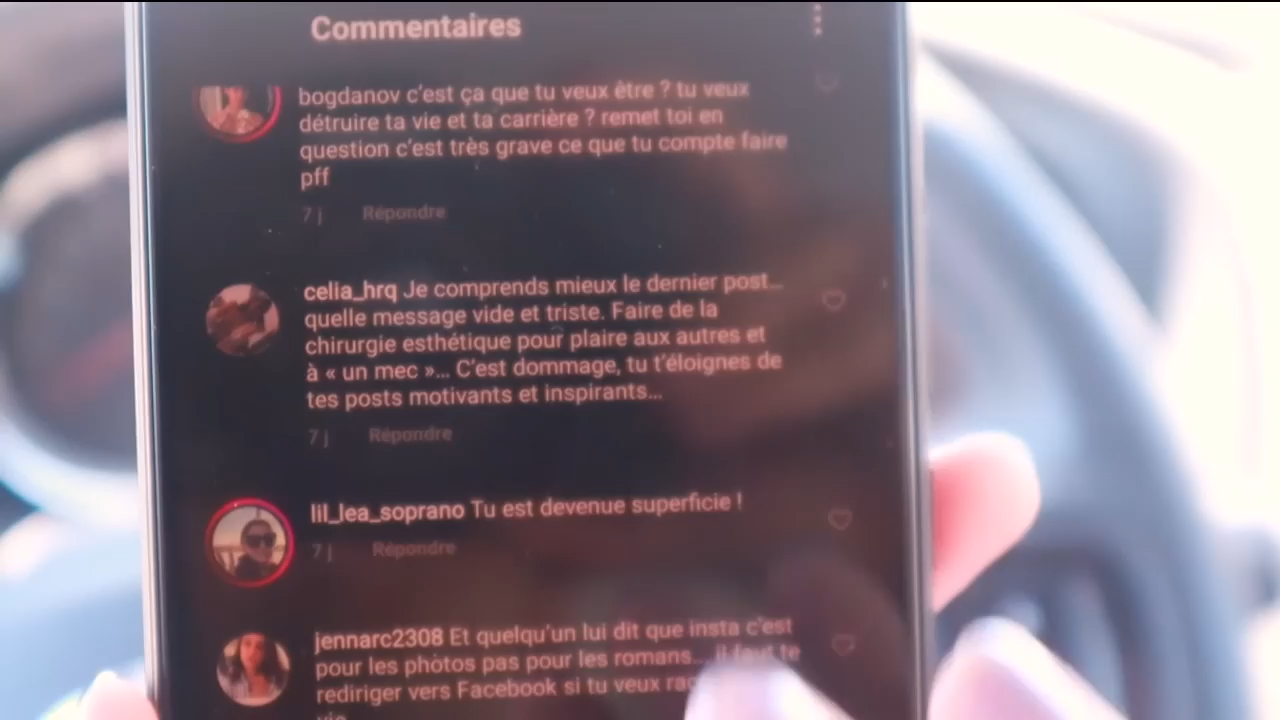 Commentaires
bogdanov c'est ça que tu veux être ? tu veux
détruire ta vie et ta carrière ? remet toi en
question c'est très grave ce que tu compte faire
pff
7 j Répondre
celia_hrq Je comprends mieux le dernier post...
quelle message vide et triste. Faire de la
chirurgie esthétique pour plaire aux autres et
à « un mec »... C'est dommage, tu t'éloignes de
tes posts motivants et inspirants...
7 j Répondre
lil_lea_soprano Tu est devenue superficie !
7 j Répondre
jennarc2308 Et quelqu'un lui dit que insta c'est
pour les photos pas pour les romans... il faut te
rediriger vers Facebook si tu veux